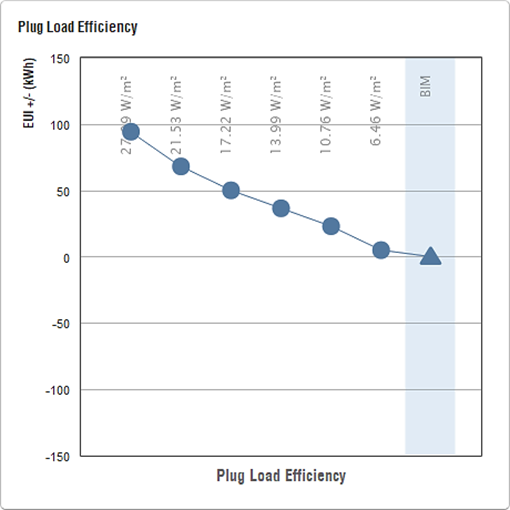 Plug Load Efficiency
EUI +/- (kWh)
150
100
50
0
-50
-100
-150
21.53 W/m²
17.22 W/m²
13.99 W/m²
10.76 W/m²
6.46 W/m²
BIM
Plug Load Efficiency